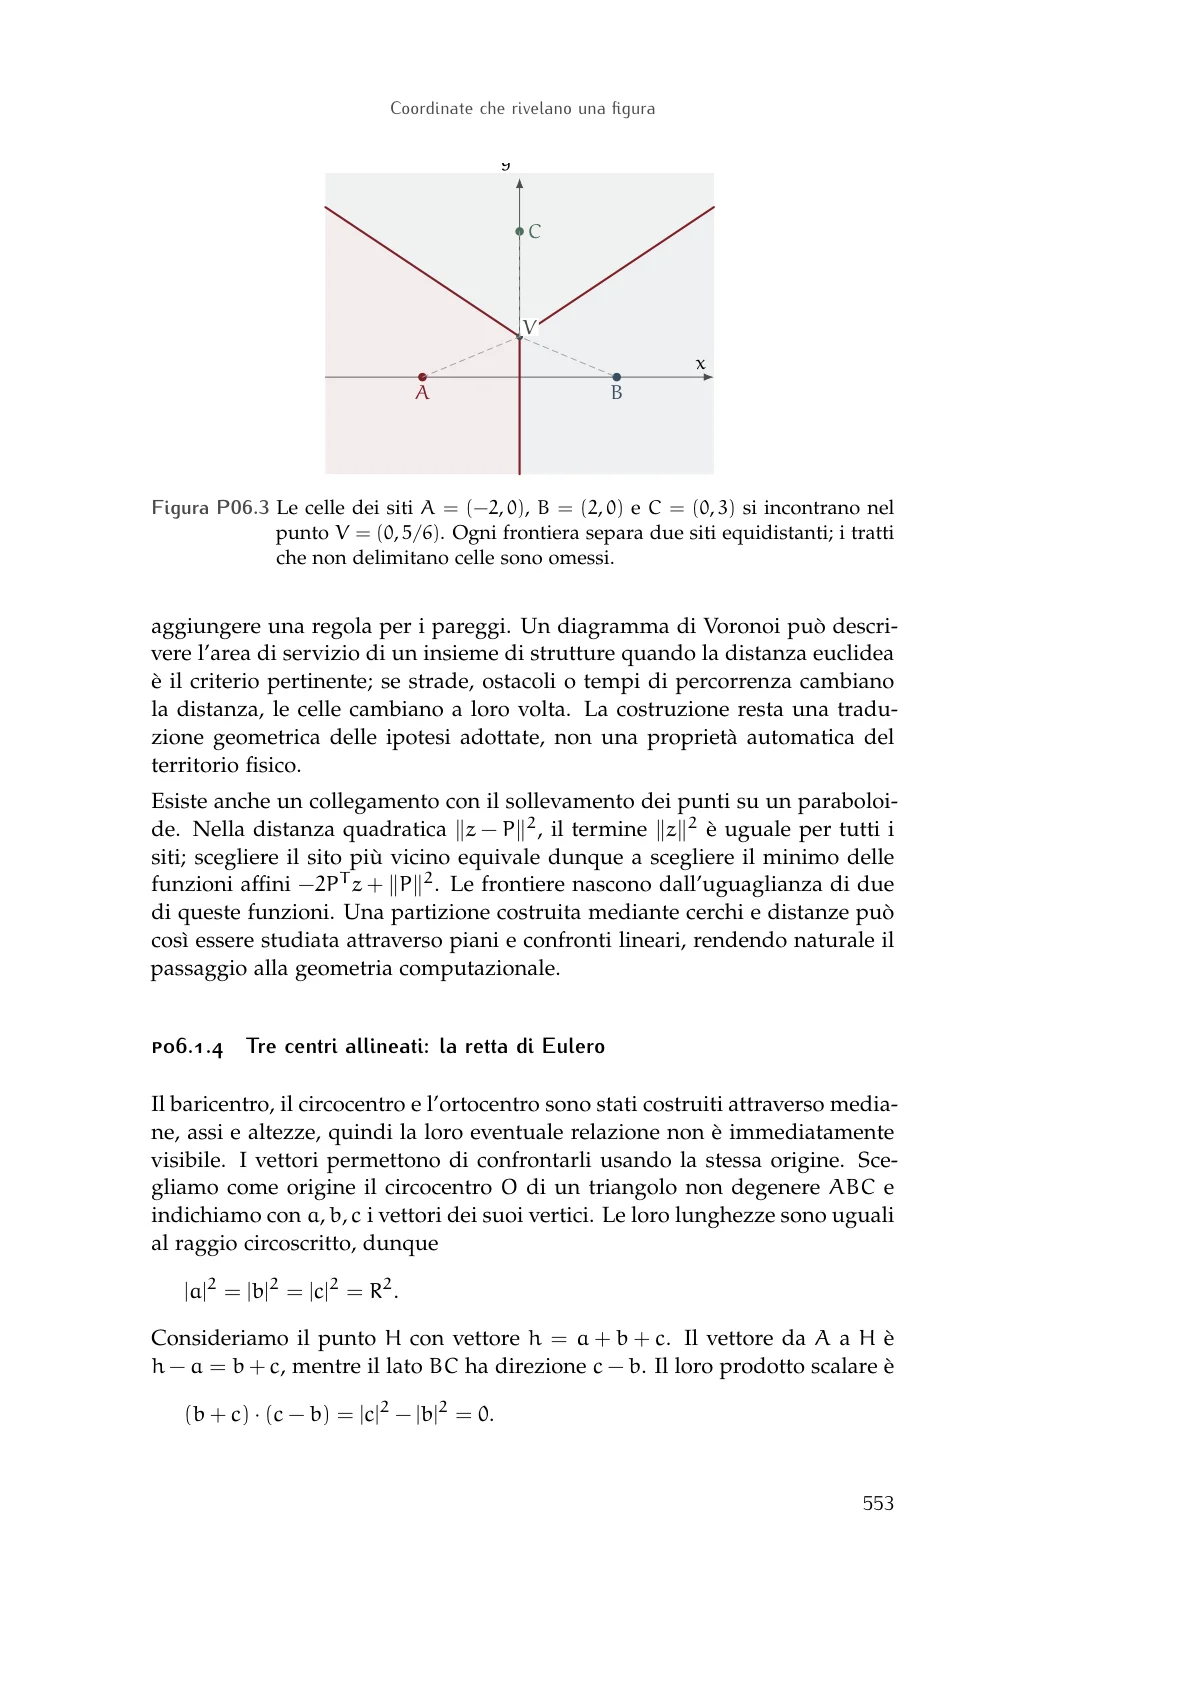 Coordinate che rivelano una figura
y
C
V
x
A
B
Figura P06.3 Le celle dei siti A = (−2, 0), B = (2, 0) e C = (0, 3) si incontrano nel
punto V = (0, 5/6). Ogni frontiera separa due siti equidistanti; i tratti
che non delimitano celle sono omessi.
aggiungere una regola per i pareggi. Un diagramma di Voronoi può descri-
vere l'area di servizio di un insieme di strutture quando la distanza euclidea
è il criterio pertinente; se strade, ostacoli o tempi di percorrenza cambiano
la distanza, le celle cambiano a loro volta. La costruzione resta una tradu-
zione geometrica delle ipotesi adottate, non una proprietà automatica del
territorio fisico.
Esiste anche un collegamento con il sollevamento dei punti su un paraboloi-
de. Nella distanza quadratica ‖z − P‖², il termine ‖z‖² è uguale per tutti i
siti; scegliere il sito più vicino equivale dunque a scegliere il minimo delle
funzioni affini −2Pᵀz + ‖P‖². Le frontiere nascono dall'uguaglianza di due
di queste funzioni. Una partizione costruita mediante cerchi e distanze può
così essere studiata attraverso piani e confronti lineari, rendendo naturale il
passaggio alla geometria computazionale.
P06.1.4 Tre centri allineati: la retta di Eulero
Il baricentro, il circocentro e l'ortocentro sono stati costruiti attraverso media-
ne, assi e altezze, quindi la loro eventuale relazione non è immediatamente
visibile. I vettori permettono di confrontarli usando la stessa origine. Sce-
gliamo come origine il circocentro O di un triangolo non degenere ABC e
indichiamo con a, b, c i vettori dei suoi vertici. Le loro lunghezze sono uguali
al raggio circoscritto, dunque
|a|² = |b|² = |c|² = R².
Consideriamo il punto H con vettore h = a + b + c. Il vettore da A a H è
h − a = b + c, mentre il lato BC ha direzione c − b. Il loro prodotto scalare è
(b + c) · (c − b) = |c|² − |b|² = 0.
553